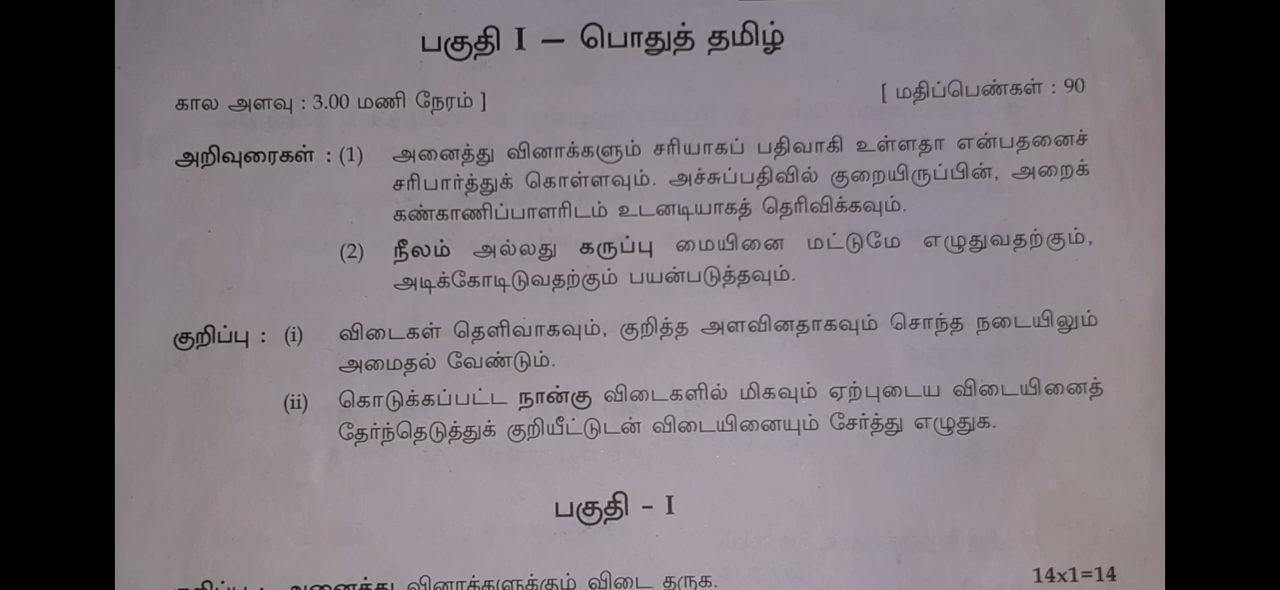 பகுதி I – பொதுத் தமிழ்
கால அளவு : 3.00 மணி நேரம் ] [ மதிப்பெண்கள் : 90
அறிவுரைகள் : (1) அனைத்து வினாக்களும் சரியாகப் பதிவாகி உள்ளதா என்பதனைச்
சரிபார்த்துக் கொள்ளவும். அச்சுப்பதிவில் குறையிருப்பின், அறைக்
கண்காணிப்பாளரிடம் உடனடியாகத் தெரிவிக்கவும்.
(2) நீலம் அல்லது கருப்பு மையினை மட்டுமே எழுதுவதற்கும்,
அடிக்கோடிடுவதற்கும் பயன்படுத்தவும்.
குறிப்பு : (i) விடைகள் தெளிவாகவும், குறித்த அளவினதாகவும் சொந்த நடையிலும்
அமைதல் வேண்டும்.
(ii) கொடுக்கப்பட்ட நான்கு விடைகளில் மிகவும் ஏற்புடைய விடையினைத்
தேர்ந்தெடுத்துக் குறியீட்டுடன் விடையினையும் சேர்த்து எழுதுக.
பகுதி - I
குறிப்பு : அனைத்து வினாக்களுக்கும் விடை தருக. 14x1=14